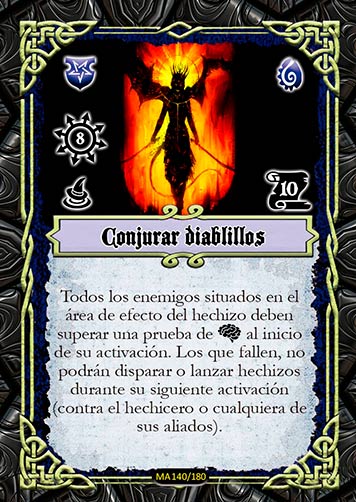 8
10
Conjurar diablillos
Todos los enemigos situados en el
área de efecto del hechizo deben
superar una prueba de al inicio
de su activación. Los que fallen, no
podrán disparar o lanzar hechizos
durante su siguiente activación
(contra el hechicero o cualquiera de
sus aliados).
MA140/180